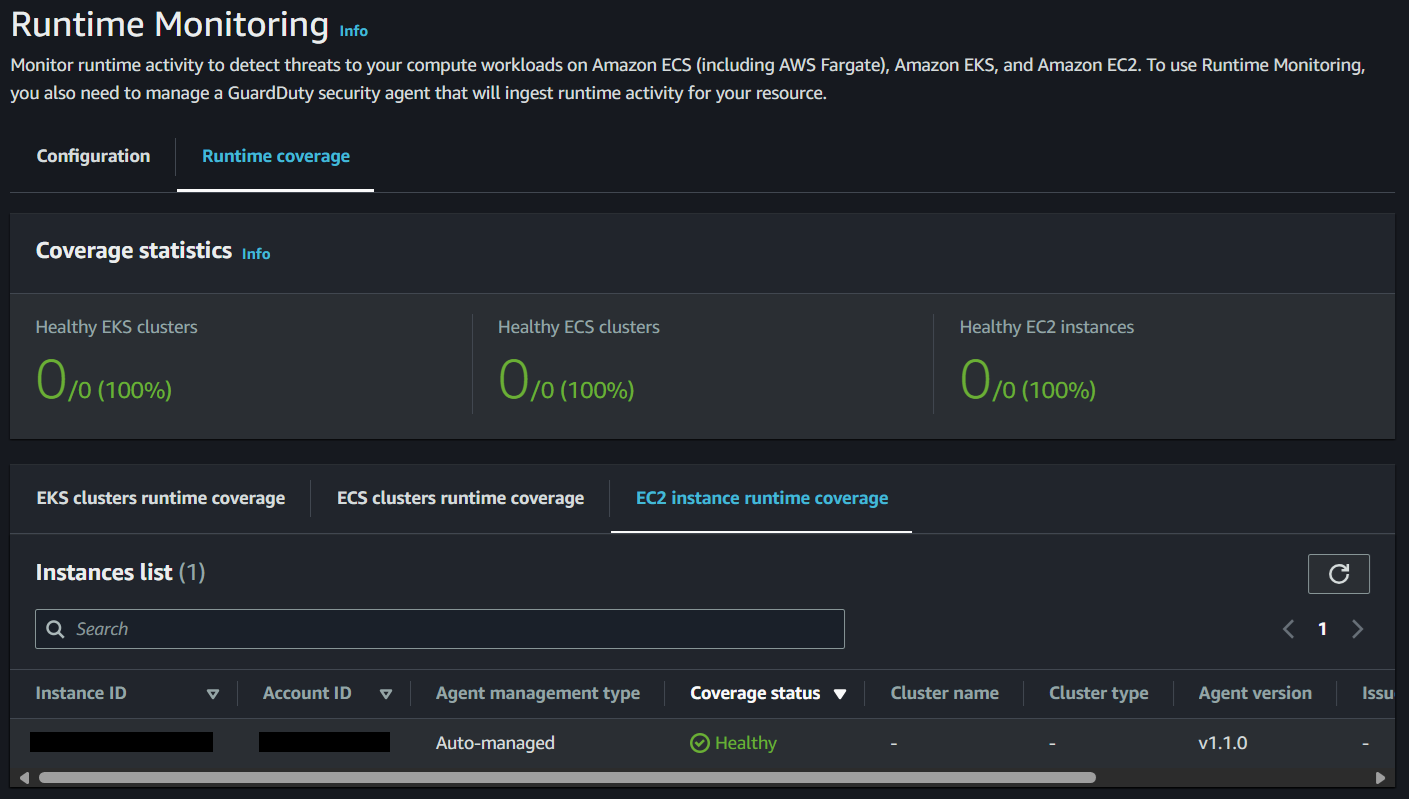 Runtime Monitoring Info
Monitor runtime activity to detect threats to your compute workloads on Amazon ECS (including AWS Fargate), Amazon EKS, and Amazon EC2. To use Runtime Monitoring,
you also need to manage a GuardDuty security agent that will ingest runtime activity for your resource.
Configuration Runtime coverage
Coverage statistics Info
Healthy EKS clusters Healthy ECS clusters Healthy EC2 instances
0/0 (100%) 0/0 (100%) 0/0 (100%)
EKS clusters runtime coverage ECS clusters runtime coverage EC2 instance runtime coverage
Instances list (1)
Search 1
Instance ID Account ID Agent management type Coverage status Cluster name Cluster type Agent version Issu
Auto-managed Healthy - - v1.1.0 -